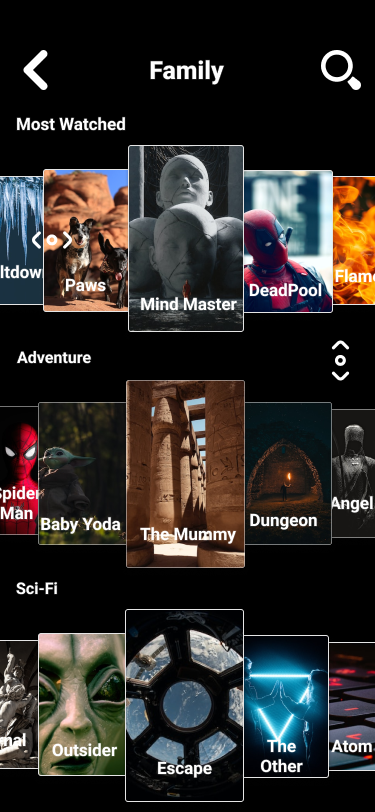 Family
Most Watched
ltdown
Paws
Mind Master
DeadPool
Flame
Adventure
Spider
Man
Baby Yoda
The Mummy
Dungeon
Angel
Sci-Fi
nal
Outsider
Escape
The
Other
Atom